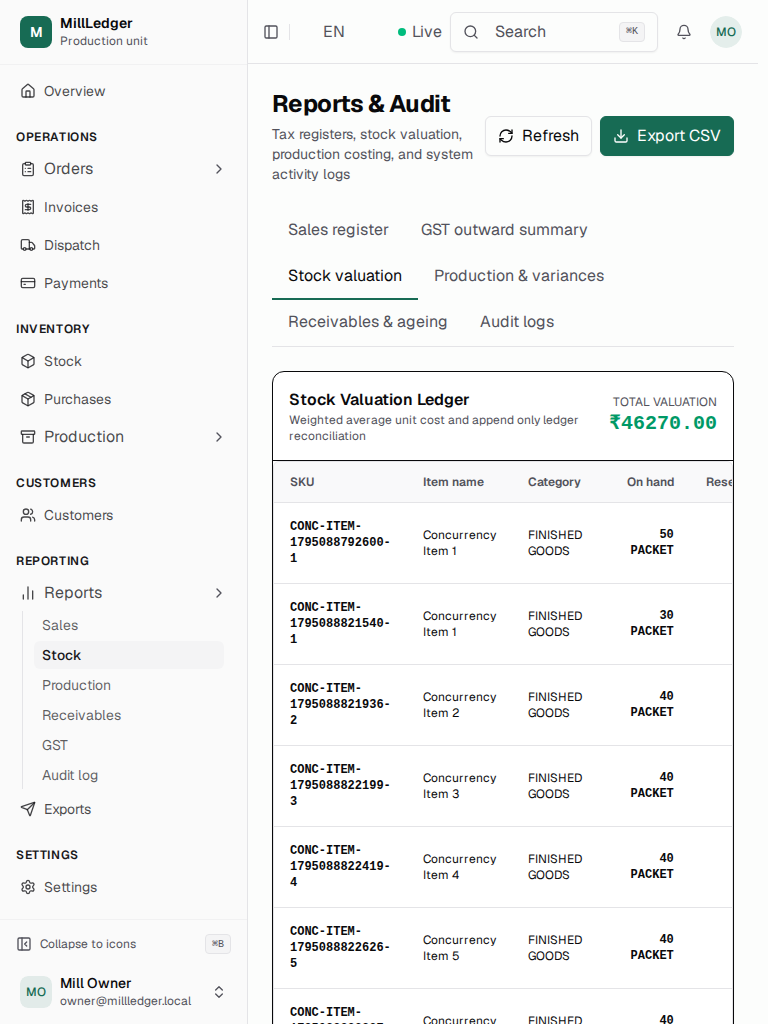 M
MillLedger
Production unit
Overview
OPERATIONS
Orders
Invoices
Dispatch
Payments
INVENTORY
Stock
Purchases
Production
CUSTOMERS
Customers
REPORTING
Reports
Sales
Stock
Production
Receivables
GST
Audit log
Exports
SETTINGS
Settings
Collapse to icons
⌘B
MO
Mill Owner
owner@millledger.local
EN
Live
Search
⌘K
MO
Reports & Audit
Tax registers, stock valuation,
production costing, and system
activity logs
Refresh
Export CSV
Sales register
GST outward summary
Stock valuation
Production & variances
Receivables & ageing
Audit logs
Stock Valuation Ledger
Weighted average unit cost and append only ledger
reconciliation
TOTAL VALUATION
₹46270.00
SKU Item name Category On hand
CONC-ITEM-
1795088792600-
1
Concurrency
Item 1
FINISHED
GOODS
50
PACKET
CONC-ITEM-
1795088821540-
1
Concurrency
Item 1
FINISHED
GOODS
30
PACKET
CONC-ITEM-
1795088821936-
2
Concurrency
Item 2
FINISHED
GOODS
40
PACKET
CONC-ITEM-
1795088822199-
3
Concurrency
Item 3
FINISHED
GOODS
40
PACKET
CONC-ITEM-
1795088822419-
4
Concurrency
Item 4
FINISHED
GOODS
40
PACKET
CONC-ITEM-
1795088822626-
5
Concurrency
Item 5
FINISHED
GOODS
40
PACKET
CONC-ITEM-
Concurrency
FINISHED
40